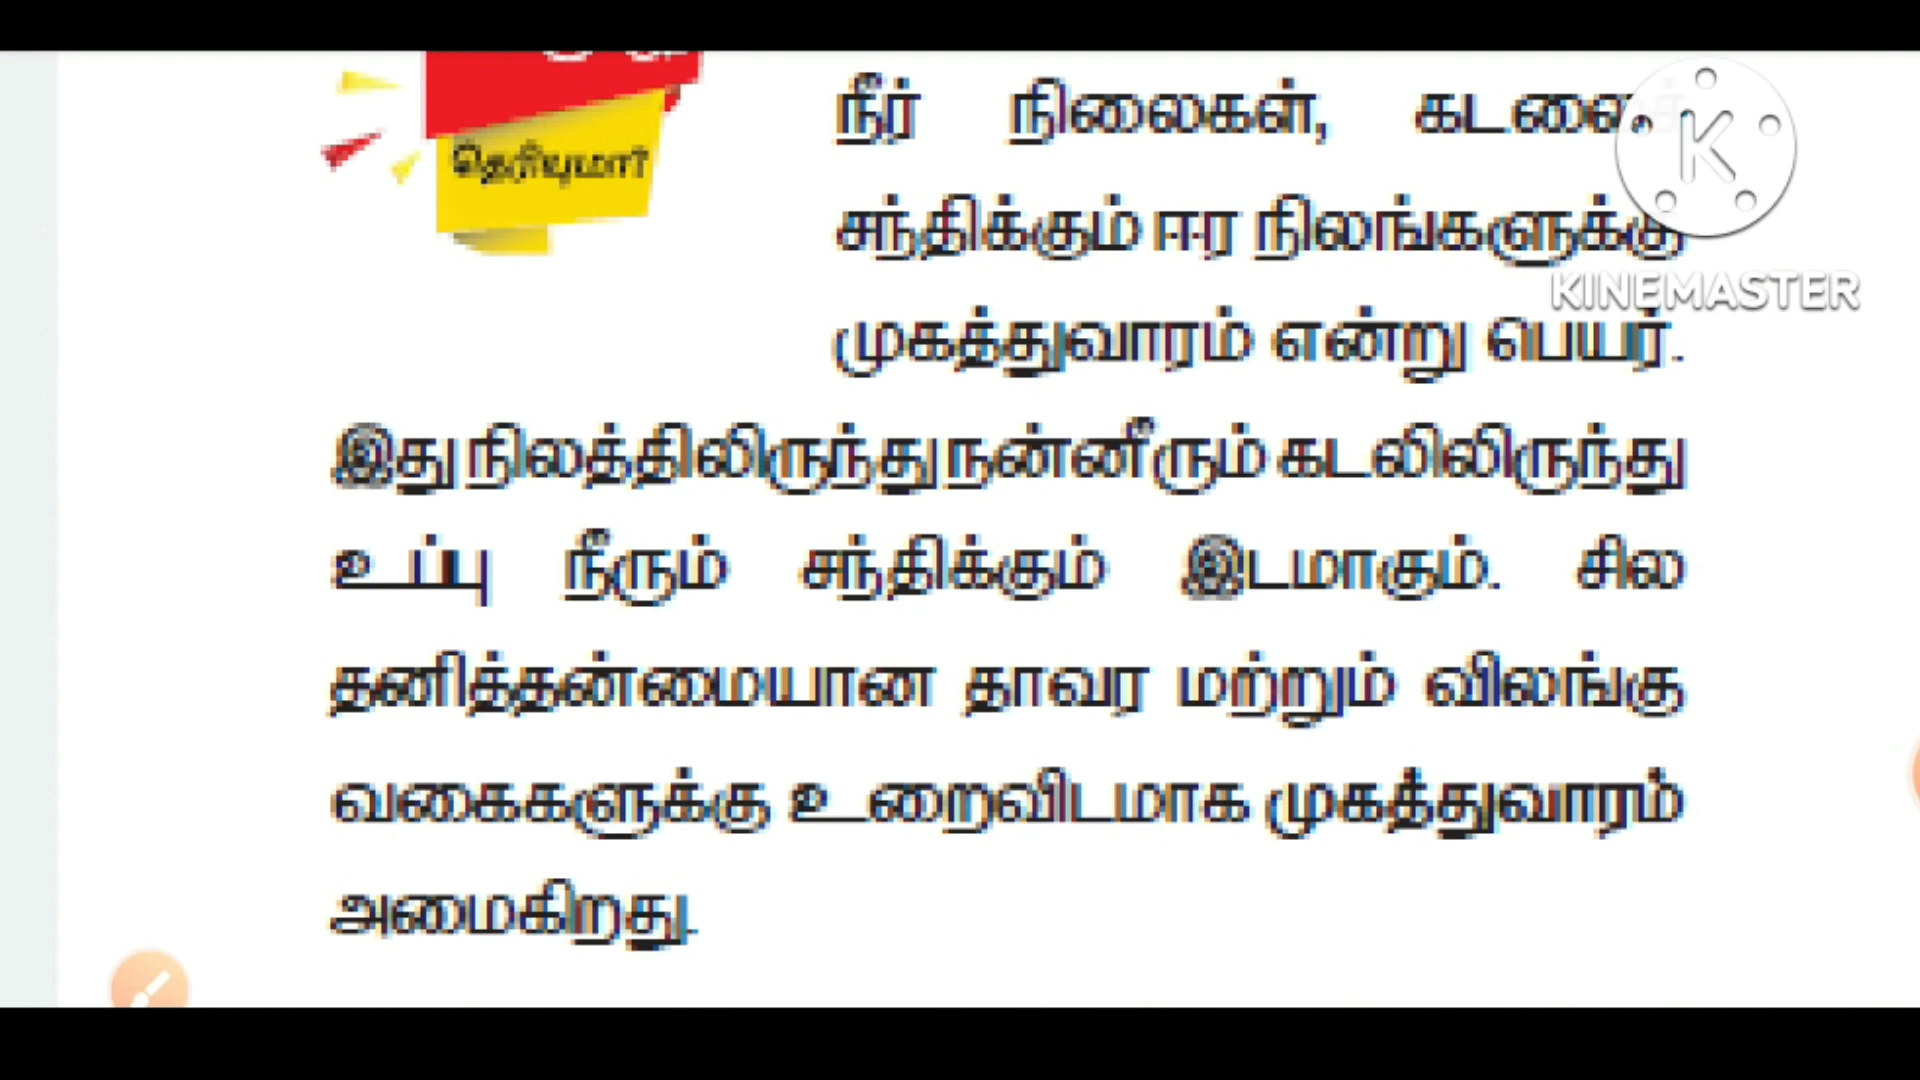 நீர் நிலைகள், கடலைச்
தெரியுமா?
சந்திக்கும் ஈர நிலங்களுக்கு
KINEMASTER
முகத்துவாரம் என்று பெயர்.
இது நிலத்திலிருந்து நன்னீரும் கடலிலிருந்து
உப்பு நீரும் சந்திக்கும் இடமாகும். சில
தனித்தன்மையான தாவர மற்றும் விலங்கு
வகைகளுக்கு உறைவிடமாக முகத்துவாரம்
அமைகிறது.